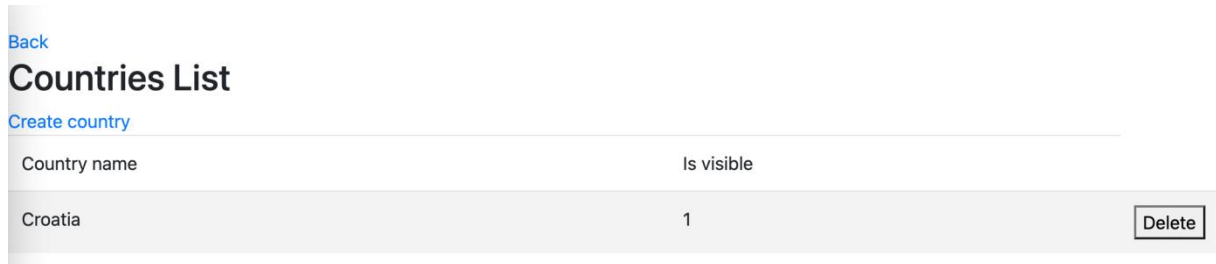 Back
Countries List
Create country
Country name Is visible
Croatia 1 Delete